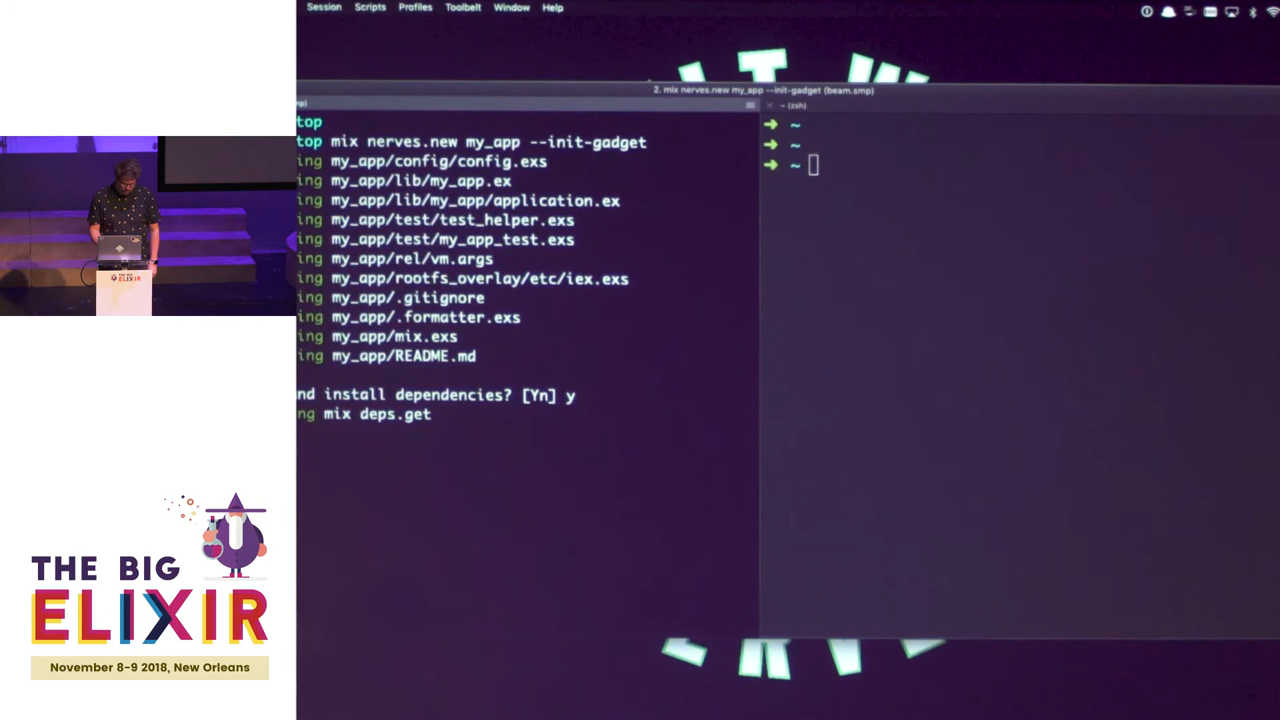 Session Scripts Profiles Toolbelt Window Help
2. mix nerves.new my_app --init-gadget (beam.smp)
~ (zsh)
top
top mix nerves.new my_app --init-gadget
ing my_app/config/config.exs
ing my_app/lib/my_app.ex
ing my_app/lib/my_app/application.ex
ing my_app/test/test_helper.exs
ing my_app/test/my_app_test.exs
ing my_app/rel/vm.args
ing my_app/rootfs_overlay/etc/iex.exs
ing my_app/.gitignore
ing my_app/.formatter.exs
ing my_app/mix.exs
ing my_app/README.md
nd install dependencies? [Yn] y
ng mix deps.get
➜ ~
➜ ~
➜ ~
THE BIG
ELIXIR
THE BIG
ELIXIR
November 8-9 2018, New Orleans